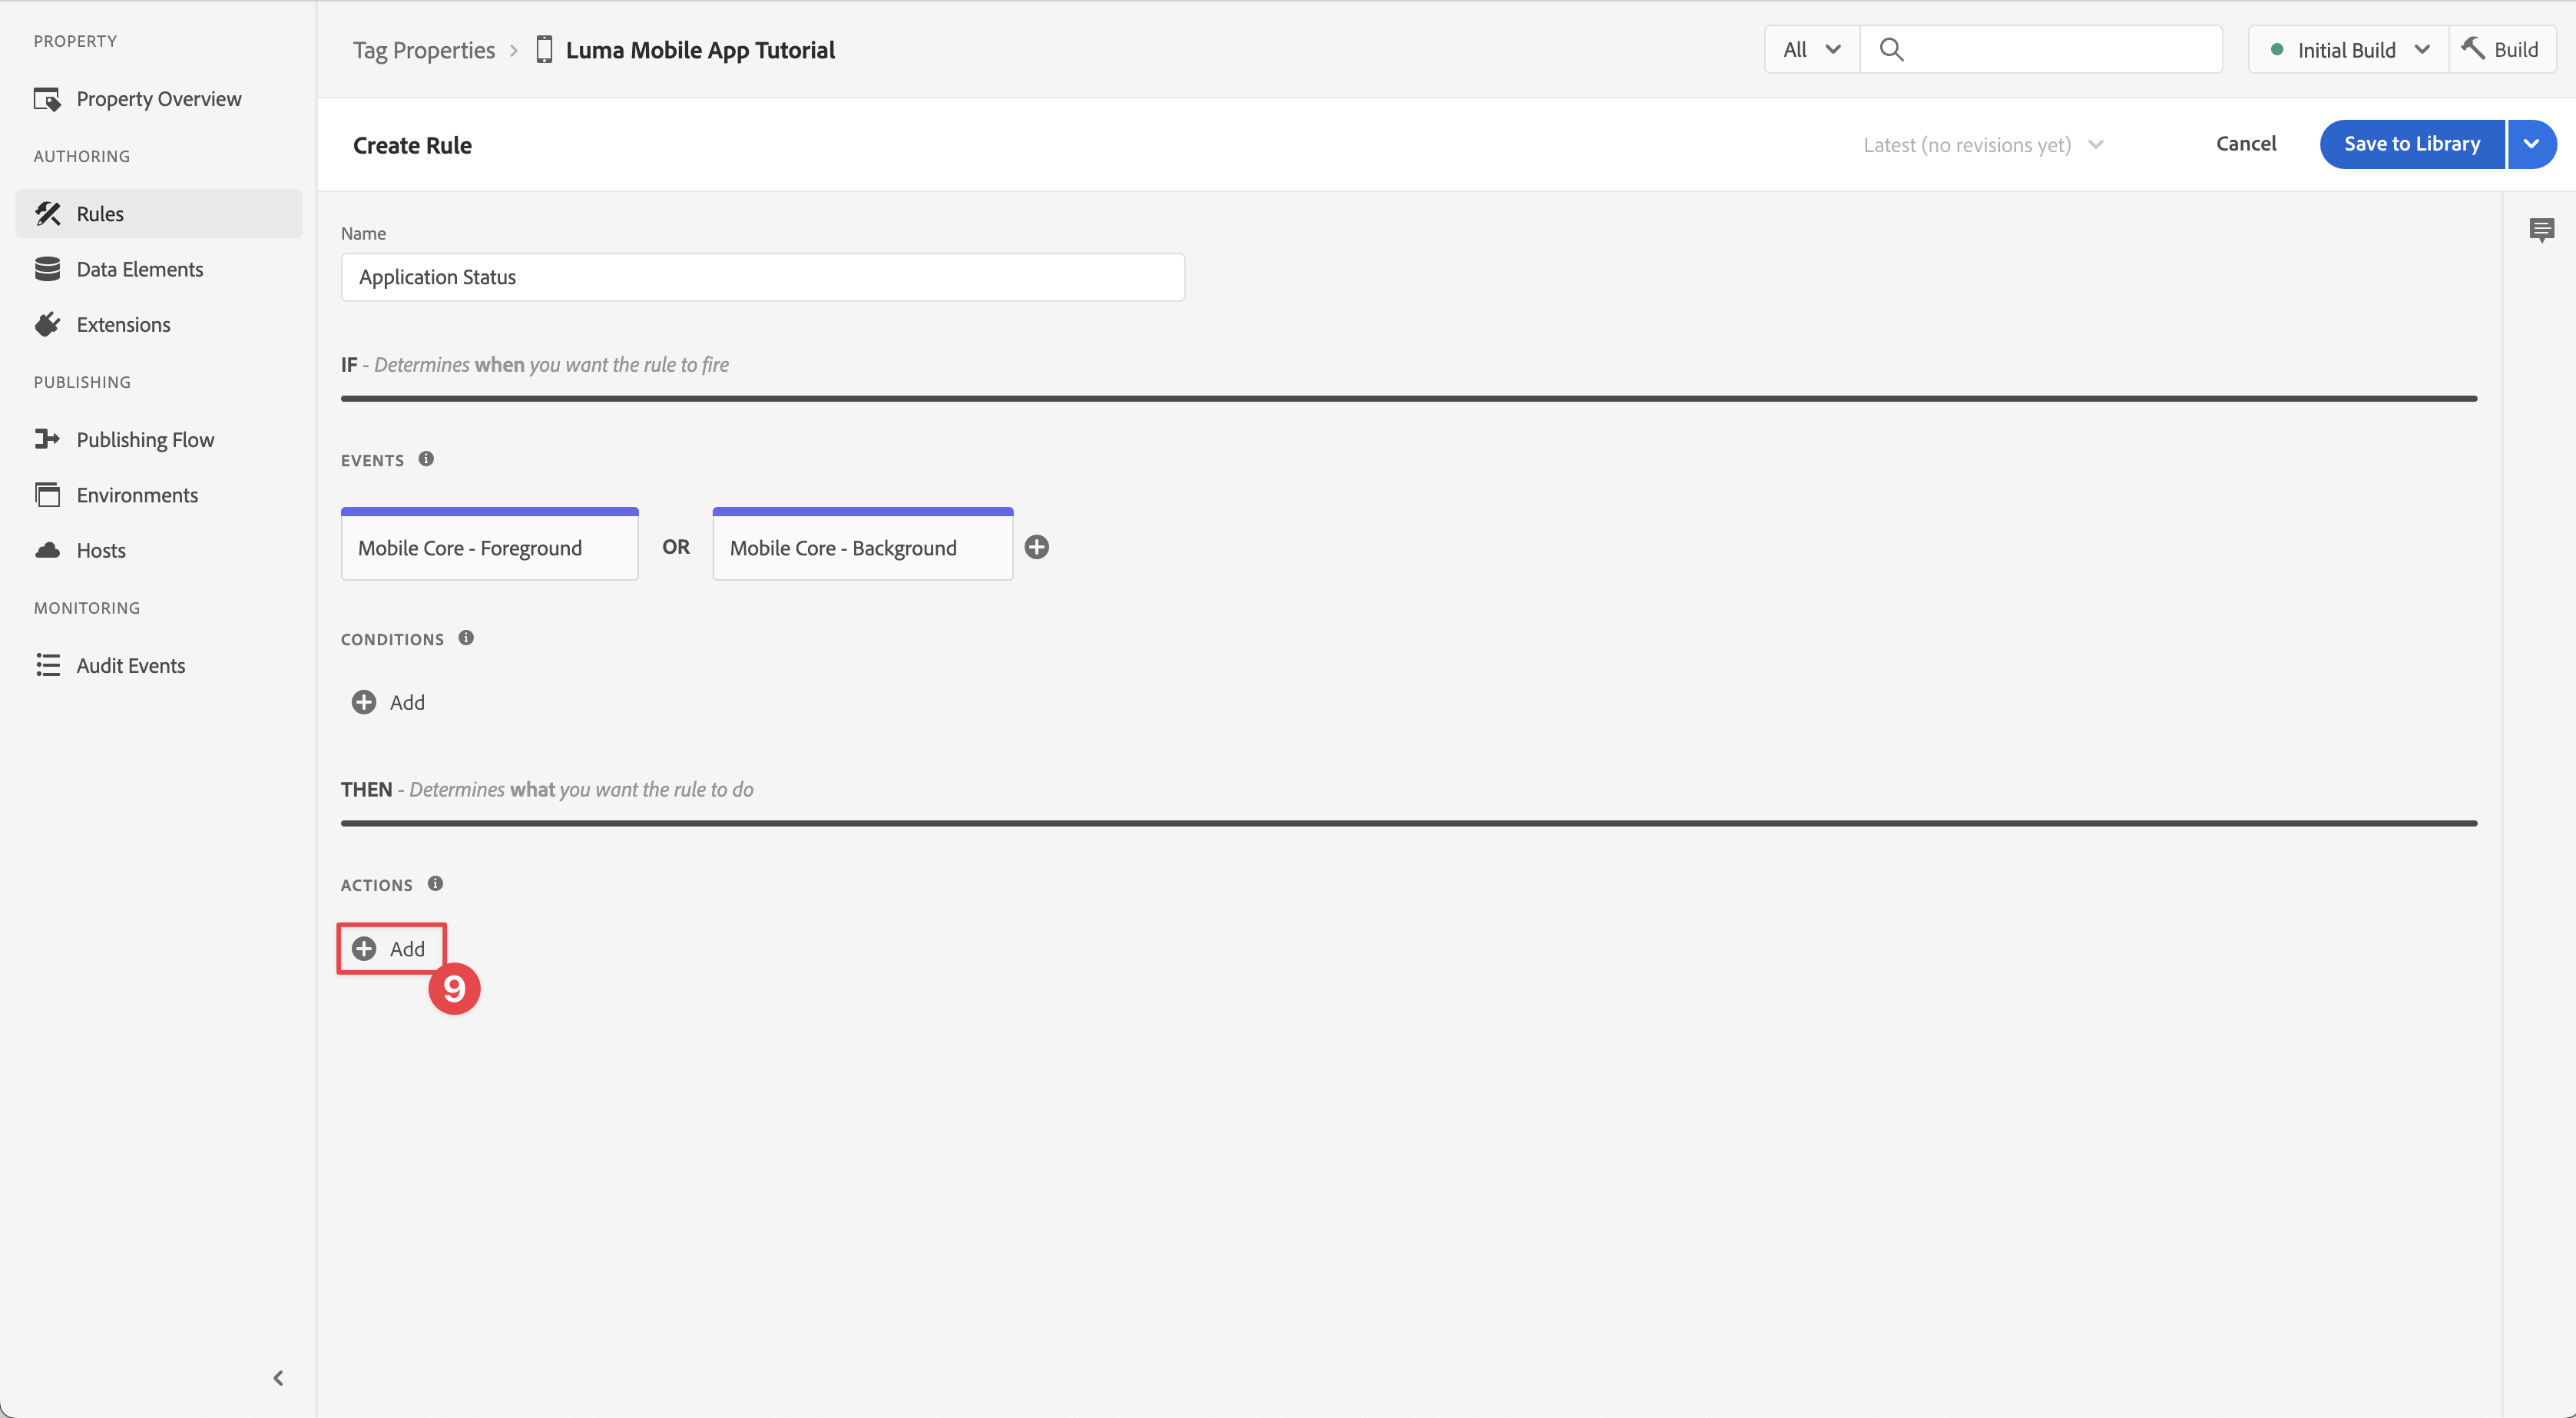 PROPERTY
Property Overview
AUTHORING
Rules
Data Elements
Extensions
PUBLISHING
Publishing Flow
Environments
Hosts
MONITORING
Audit Events
Tag Properties > Luma Mobile App Tutorial
All
Initial Build
Build
Create Rule
Latest (no revisions yet)
Cancel
Save to Library
Name
Application Status
IF - Determines when you want the rule to fire
EVENTS
Mobile Core - Foreground OR Mobile Core - Background
CONDITIONS
Add
THEN - Determines what you want the rule to do
ACTIONS
Add
9